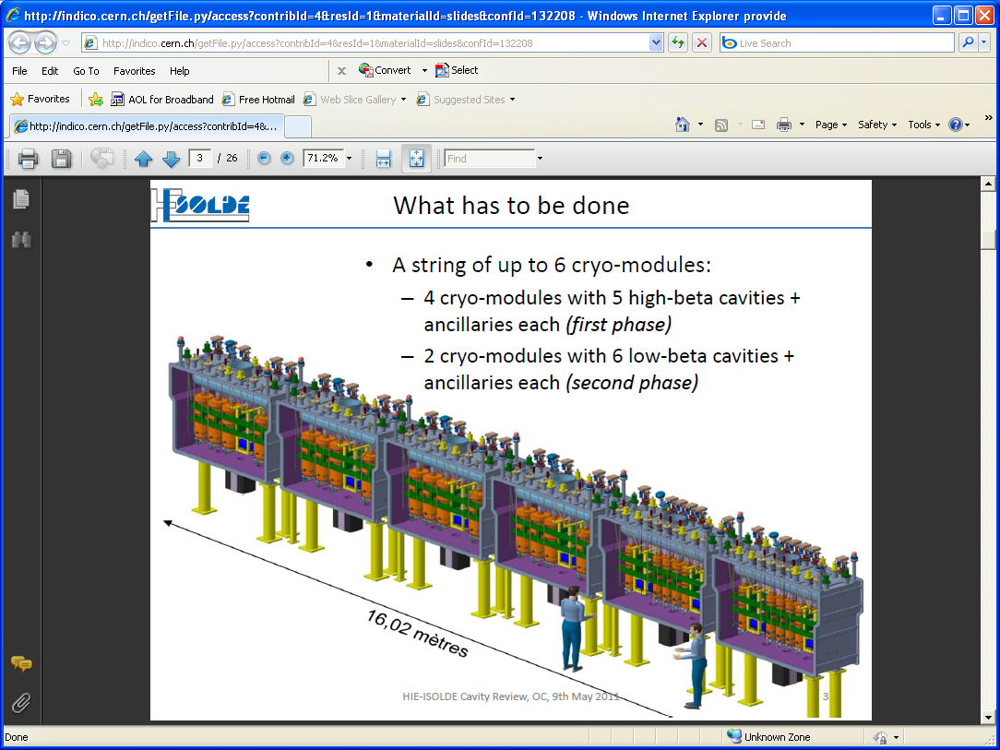 http://indico.cern.ch/getFile.py/access?contribId=4&resId=1&materialId=slides&confId=132208 - Windows Internet Explorer provide
http://indico.cern.ch/getFile.py/access?contribId=4&resId=1&materialId=slides&confId=132208
Live Search
File Edit Go To Favorites Help
x Convert Select
Favorites AOL for Broadband Free Hotmail Web Slice Gallery Suggested Sites
http://indico.cern.ch/getFile.py/access?contribId=4&...
Page Safety Tools »
3 / 26 71.2% Find
HIE ISOLDE
What has to be done
• A string of up to 6 cryo-modules:
– 4 cryo-modules with 5 high-beta cavities +
ancillaries each (first phase)
– 2 cryo-modules with 6 low-beta cavities +
ancillaries each (second phase)
16,02 mètres
HIE-ISOLDE Cavity Review, OC, 9th May 2011
3
Done
Unknown Zone